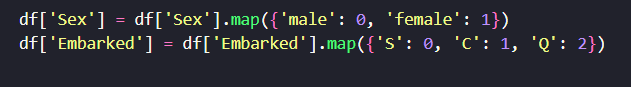 df['Sex'] = df['Sex'].map({'male': 0, 'female': 1})
df['Embarked'] = df['Embarked'].map({'S': 0, 'C': 1, 'Q': 2})